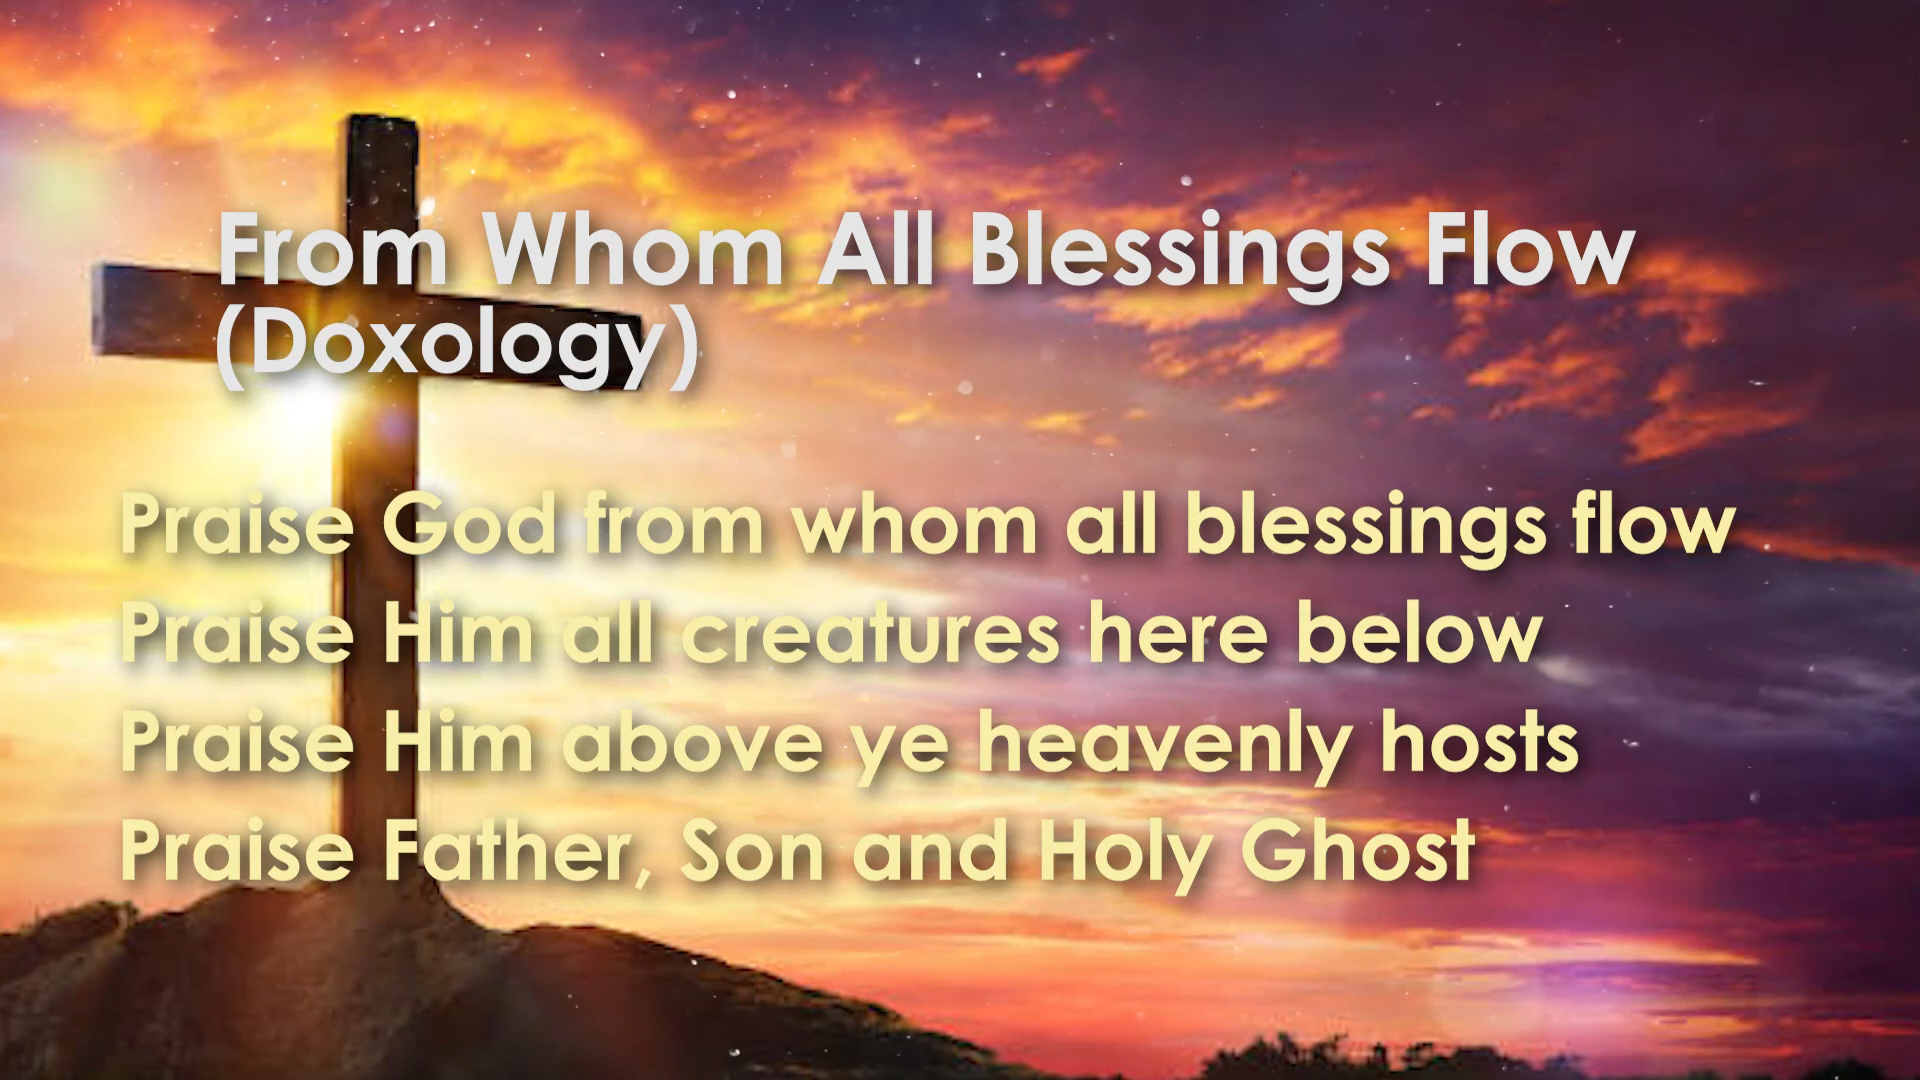 From Whom All Blessings Flow
(Doxology)
Praise God from whom all blessings flow
Praise Him all creatures here below
Praise Him above ye heavenly hosts
Praise Father, Son and Holy Ghost